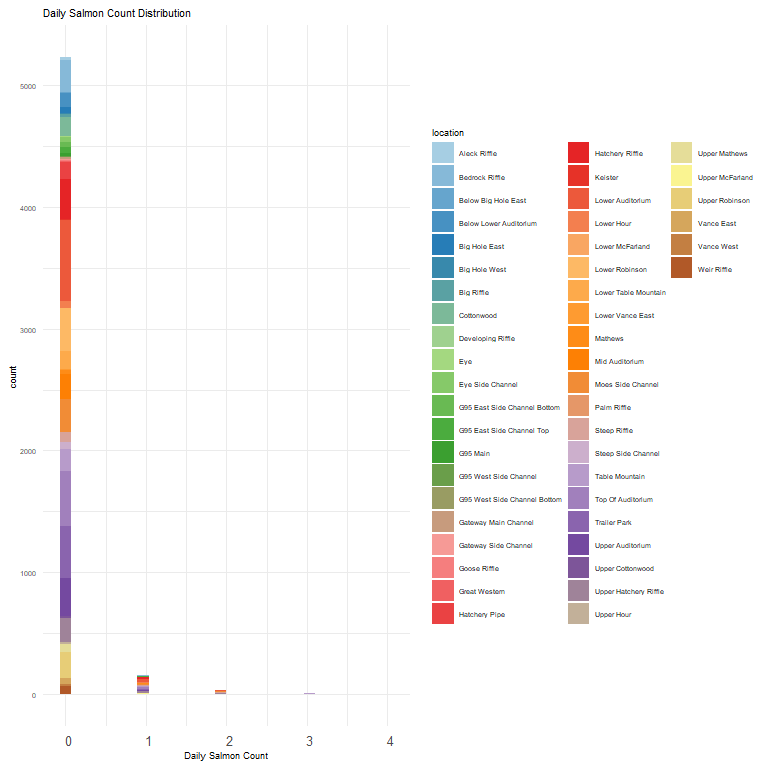 Daily Salmon Count Distribution
5000
4000
3000
2000
1000
0
count
0 1 2 3 4
Daily Salmon Count
location
Aleck Riffle
Bedrock Riffle
Below Big Hole East
Below Lower Auditorium
Big Hole East
Big Hole West
Big Riffle
Cottonwood
Developing Riffle
Eye
Eye Side Channel
G95 East Side Channel Bottom
G95 East Side Channel Top
G95 Main
G95 West Side Channel
G95 West Side Channel Bottom
Gateway Main Channel
Gateway Side Channel
Goose Riffle
Great Western
Hatchery Pipe
Hatchery Riffle
Keister
Lower Auditorium
Lower Hour
Lower McFarland
Lower Robinson
Lower Table Mountain
Lower Vance East
Mathews
Mid Auditorium
Moes Side Channel
Palm Riffle
Steep Riffle
Steep Side Channel
Table Mountain
Top Of Auditorium
Trailer Park
Upper Auditorium
Upper Cottonwood
Upper Hatchery Riffle
Upper Hour
Upper Mathews
Upper McFarland
Upper Robinson
Vance East
Vance West
Weir Riffle